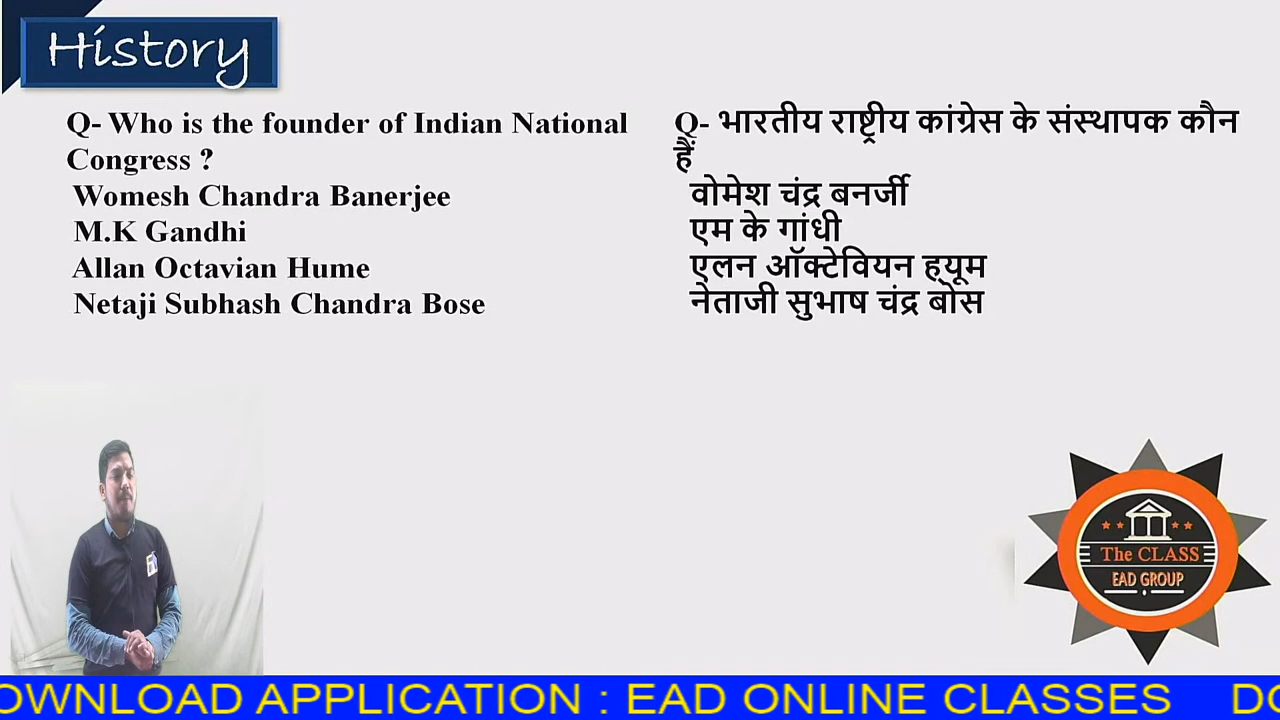 History
Q- Who is the founder of Indian National
Congress ?
Womesh Chandra Banerjee
M.K Gandhi
Allan Octavian Hume
Netaji Subhash Chandra Bose
Q- भारतीय राष्ट्रीय कांग्रेस के संस्थापक कौन
हैं
वोमेश चंद्र बनर्जी
एम के गांधी
एलन ऑक्टेवियन ह्यूम
नेताजी सुभाष चंद्र बोस
The CLASS
EAD GROUP
OWNLOAD APPLICATION : EAD ONLINE CLASSES DO